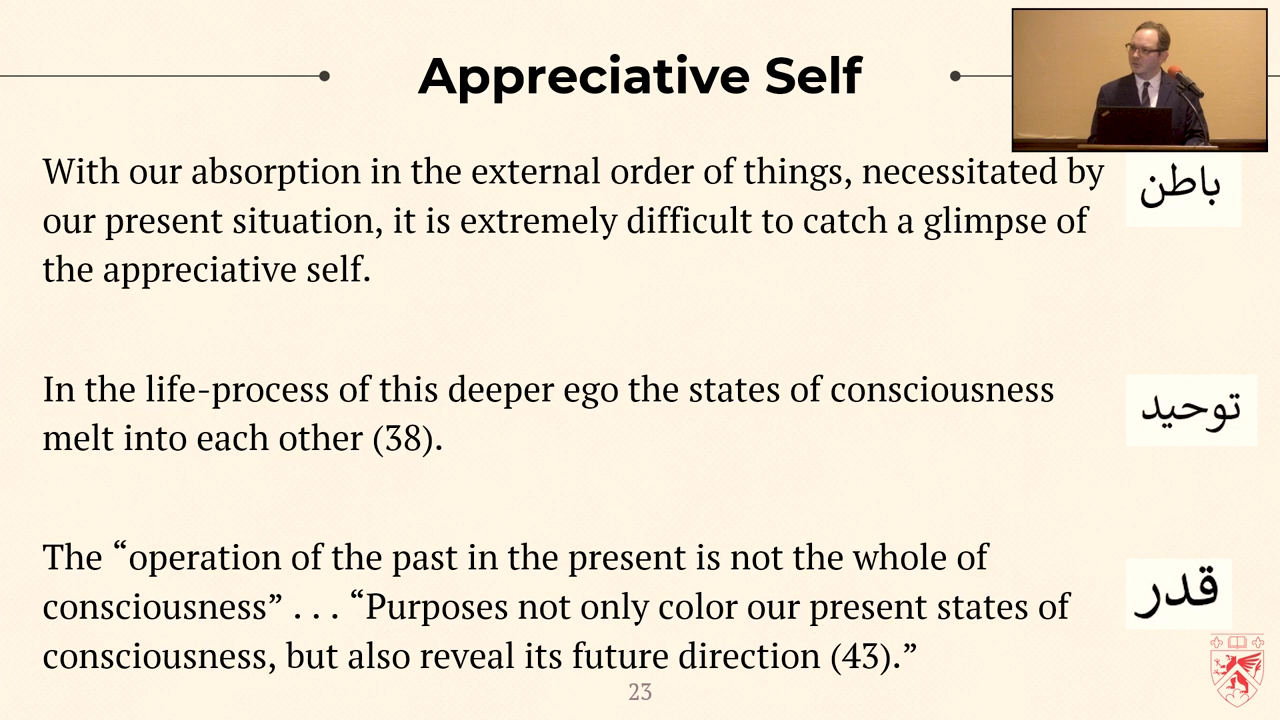 Appreciative Self
With our absorption in the external order of things, necessitated by
our present situation, it is extremely difficult to catch a glimpse of
the appreciative self.
باطن
In the life-process of this deeper ego the states of consciousness
melt into each other (38).
توحيد
The “operation of the past in the present is not the whole of
consciousness” . . . “Purposes not only color our present states of
consciousness, but also reveal its future direction (43).”
قدر
23